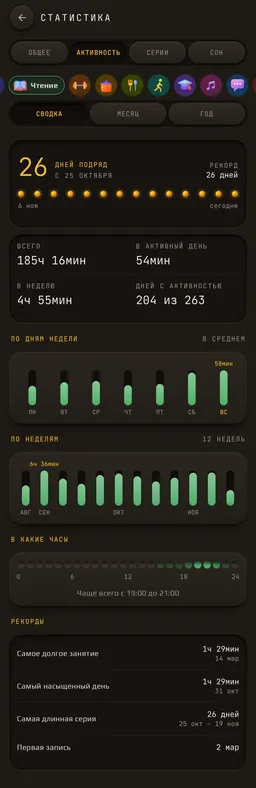 СТАТИСТИКА
ОБЩЕЕ АКТИВНОСТЬ СЕРИИ СОН
Чтение
СВОДКА МЕСЯЦ ГОД
26 ДНЕЙ ПОДРЯД РЕКОРД
С 25 ОКТЯБРЯ 26 дней
6 ноя сегодня
ВСЕГО В АКТИВНЫЙ ДЕНЬ
185ч 16мин 54мин
В НЕДЕЛЮ ДНЕЙ С АКТИВНОСТЬЮ
4ч 55мин 204 из 263
ПО ДНЯМ НЕДЕЛИ В СРЕДНЕМ
58мин
ПН ВТ СР ЧТ ПТ СБ ВС
ПО НЕДЕЛЯМ 12 НЕДЕЛЬ
6ч 36мин
АВГ СЕН ОКТ НОЯ
В КАКИЕ ЧАСЫ
0 6 12 18 24
Чаще всего с 19:00 до 21:00
РЕКОРДЫ
Самое долгое занятие 1ч 29мин
14 мар
Самый насыщенный день 1ч 29мин
31 окт
Самая длинная серия 26 дней
25 окт – 19 ноя
Первая запись 2 мар